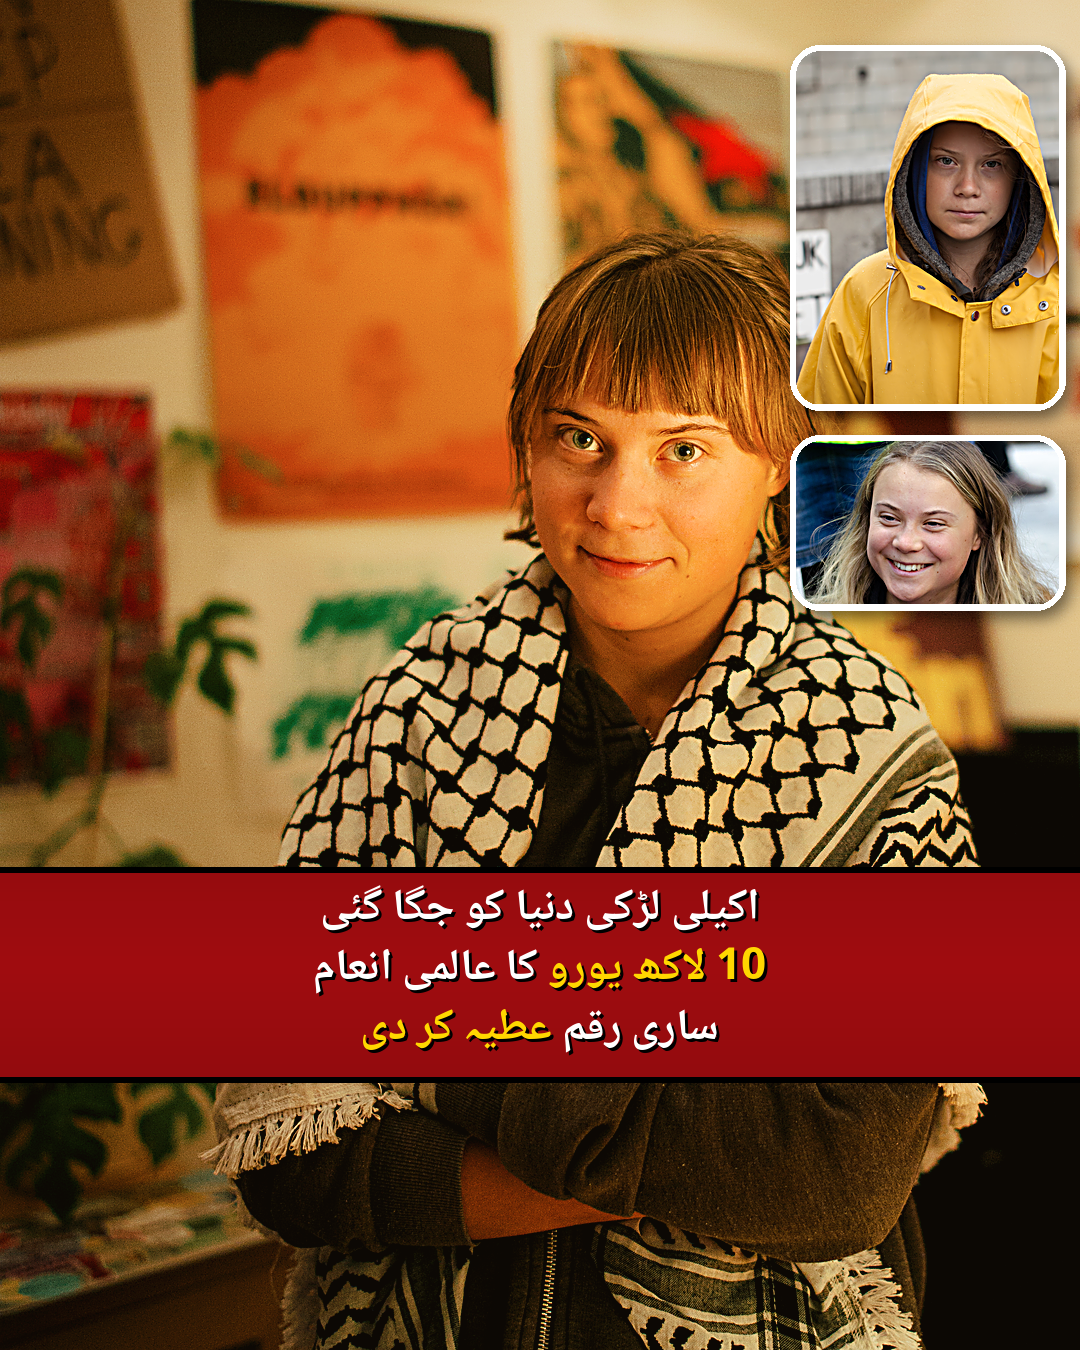 اکیلی لڑکی دنیا کو جگا گئی
10 لاکھ یورو کا عالمی انعام
ساری رقم عطیہ کر دی